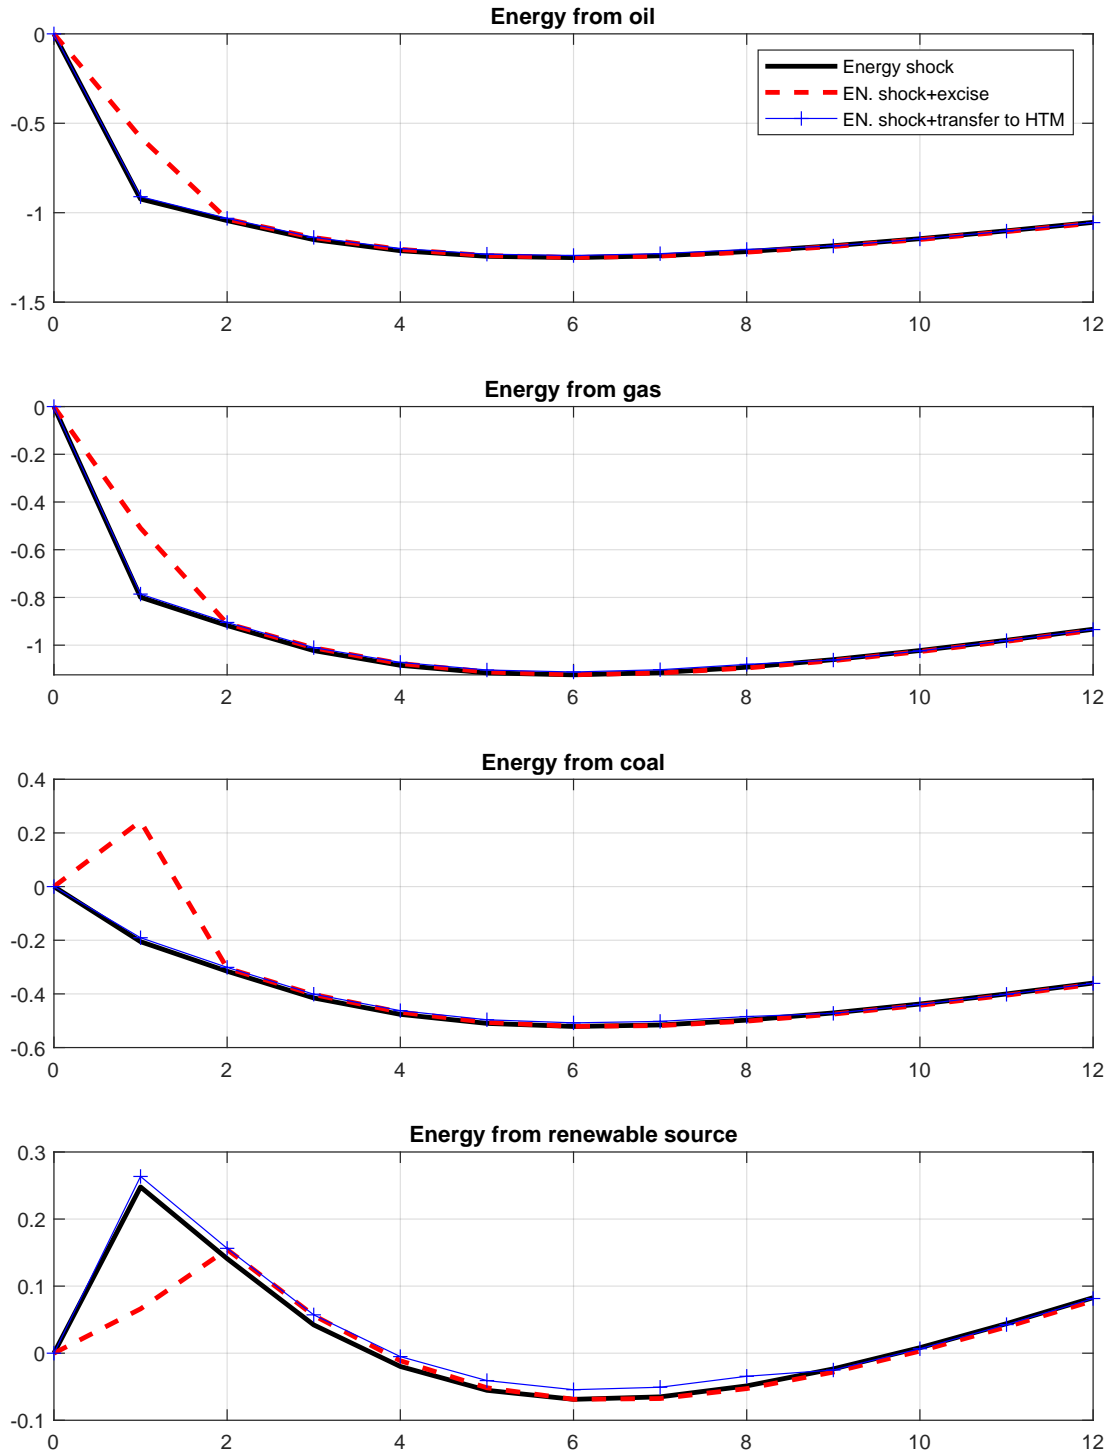 Energy from oil
0
-0.5
-1
-1.5
0 2 4 6 8 10 12
Energy shock
EN. shock+excise
EN. shock+transfer to HTM
Energy from gas
0
-0.2
-0.4
-0.6
-0.8
-1
0 2 4 6 8 10 12
Energy from coal
0.4
0.2
0
-0.2
-0.4
-0.6
0 2 4 6 8 10 12
Energy from renewable source
0.3
0.2
0.1
0
-0.1
0 2 4 6 8 10 12